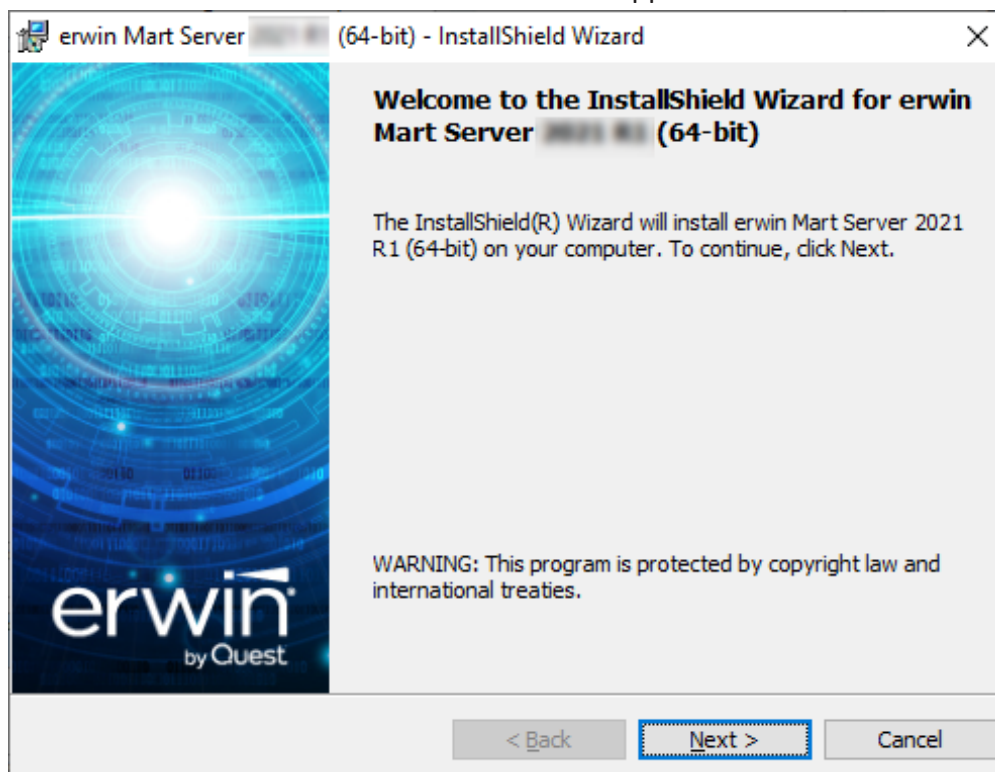 erwin Mart Server (64-bit) - InstallShield Wizard
Welcome to the InstallShield Wizard for erwin
Mart Server (64-bit)
The InstallShield(R) Wizard will install erwin Mart Server 2021
R1 (64-bit) on your computer. To continue, click Next.
WARNING: This program is protected by copyright law and
international treaties.
erwin
by Quest
< Back
Next >
Cancel